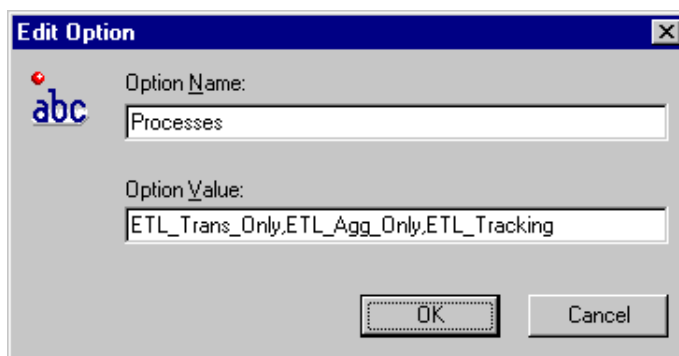 Edit Option
abc
Option Name:
Processes
Option Value:
ETL_Trans_Only,ETL_Agg_Only,ETL_Tracking
OK
Cancel